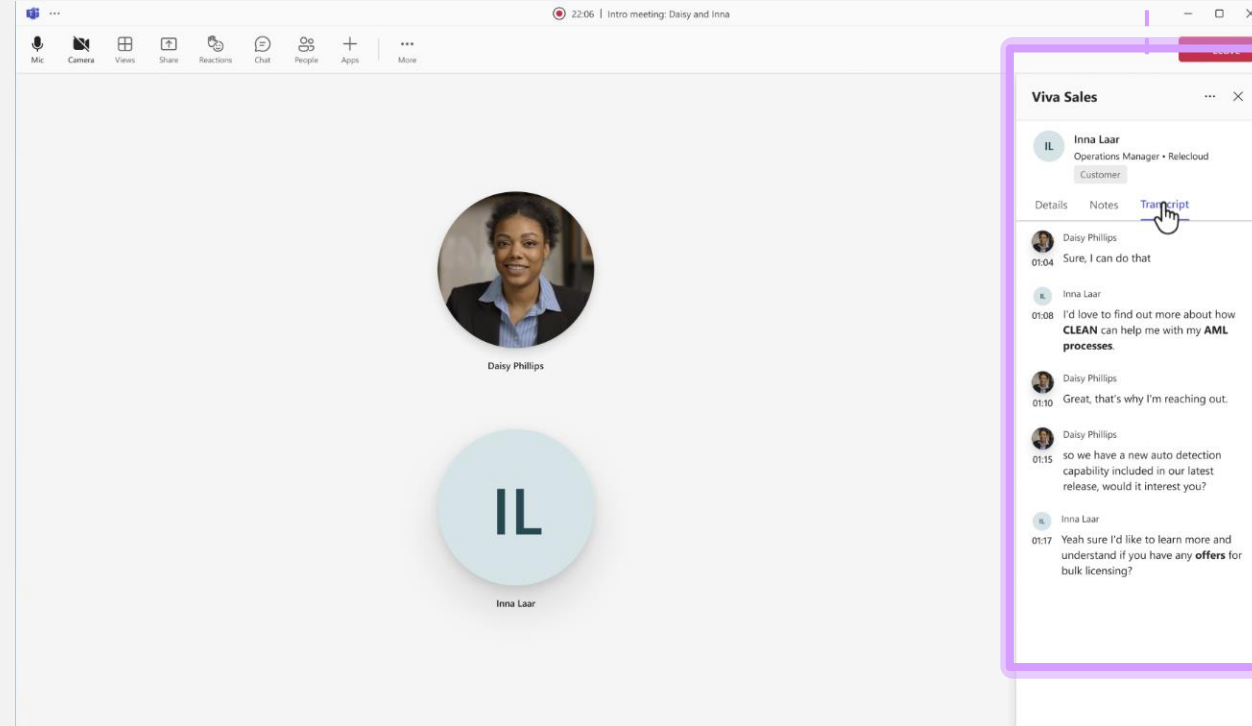 22:06 | Intro meeting: Daisy and Inna
Mic
Camera
Views
Share
Reactions
Chat
People
Apps
More
Daisy Phillips
IL
Inna Laar
Viva Sales
IL
Inna Laar
Operations Manager • Relecloud
Customer
Details Notes Transcript
Daisy Phillips
01:04 Sure, I can do that
IL Inna Laar
01:08 I'd love to find out more about how
CLEAN can help me with my AML
processes.
Daisy Phillips
01:10 Great, that's why I'm reaching out.
Daisy Phillips
01:15 so we have a new auto detection
capability included in our latest
release, would it interest you?
IL Inna Laar
01:17 Yeah sure I'd like to learn more and
understand if you have any offers for
bulk licensing?